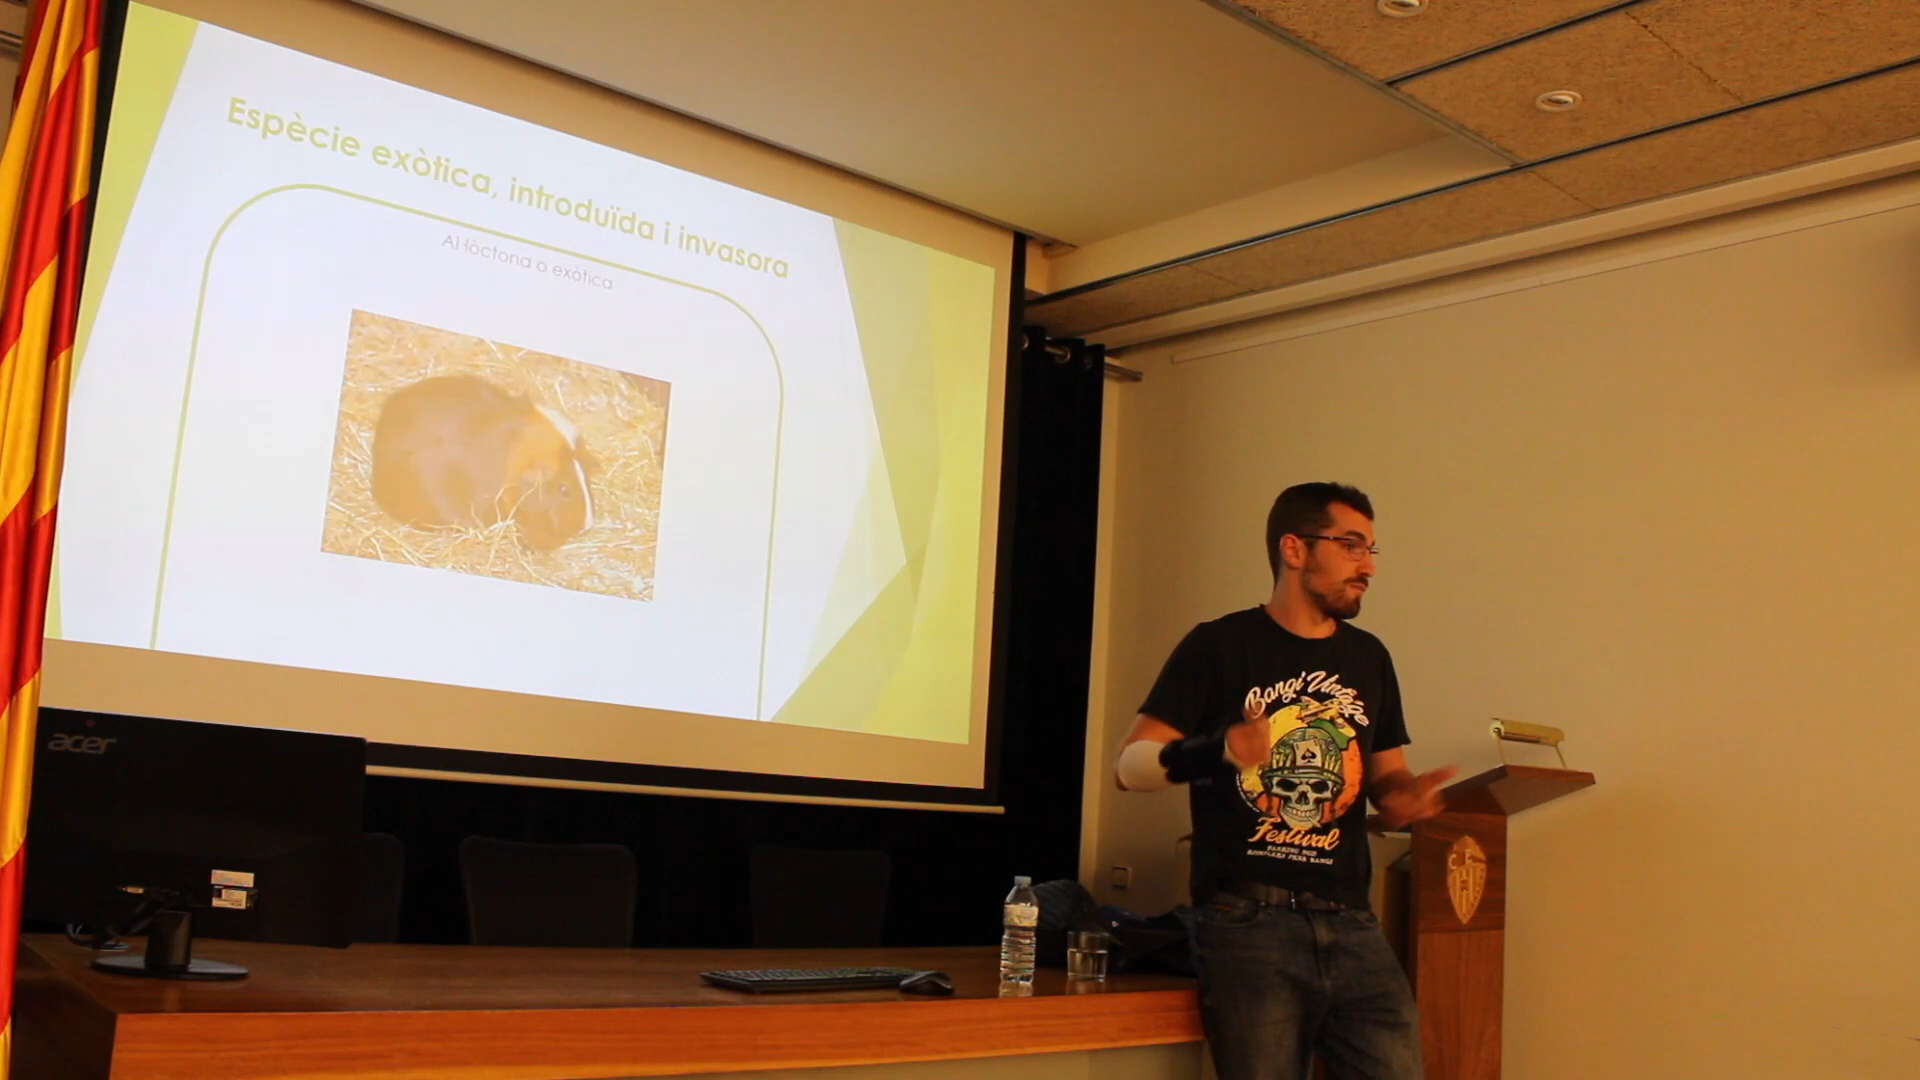 Espècie exòtica, introduïda i invasora
Al·lòctona o exòtica
acer
Bangi Vintage
Festival